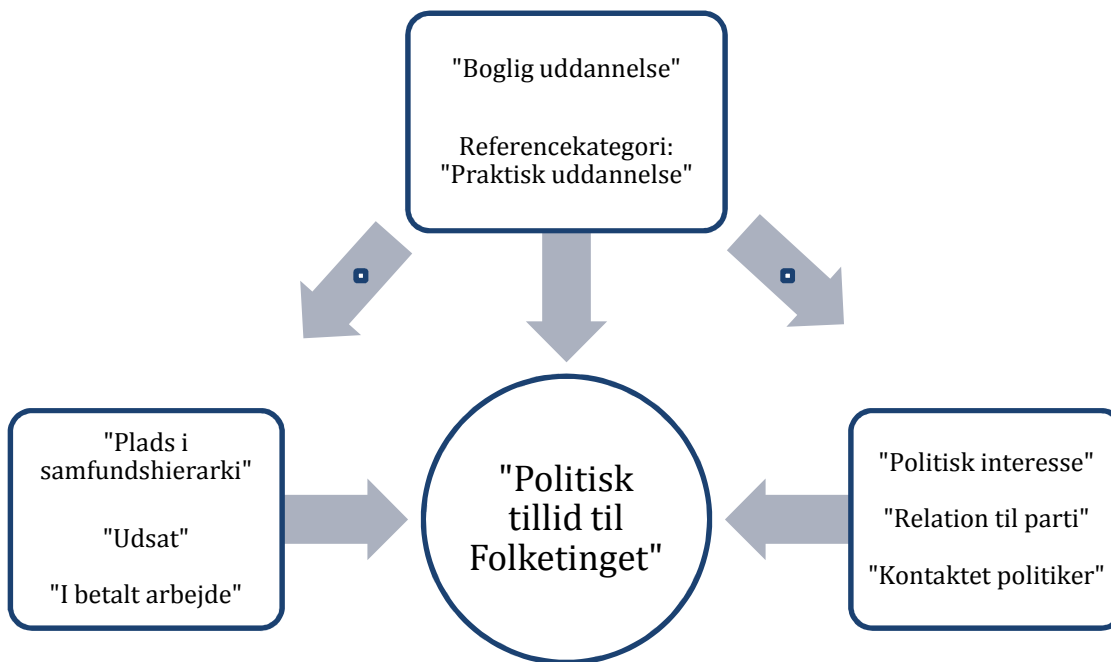 "Boglig uddannelse"
Referencekategori:
"Praktisk uddannelse"
"Plads i
samfundshierarki"
"Udsat"
"I betalt arbejde"
"Politisk
tillid til
Folketinget"
"Politisk interesse"
"Relation til parti"
"Kontaktet politiker"